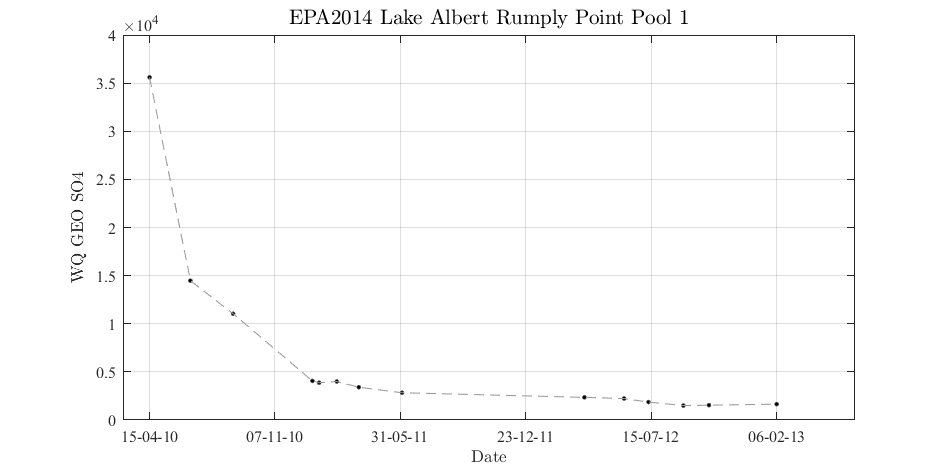 EPA2014 Lake Albert Rumply Point Pool 1
×10⁴
4
3.5
3
2.5
2
1.5
1
0.5
0
WQ GEO SO4
15-04-10 07-11-10 31-05-11 23-12-11 15-07-12 06-02-13
Date